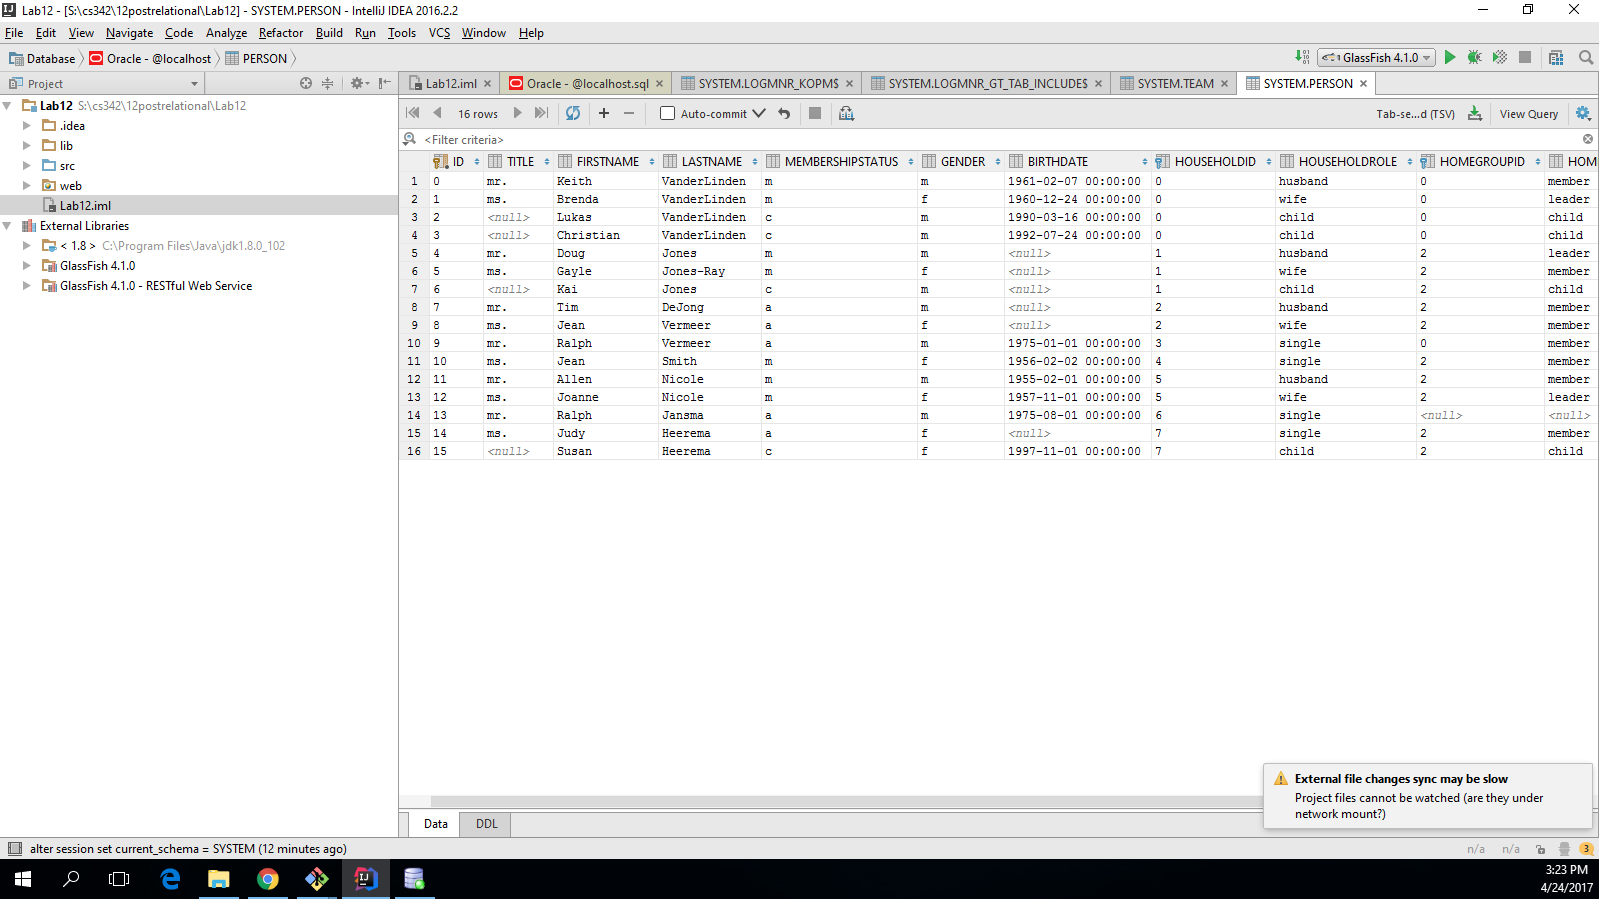 Lab12 - [S:\cs342\12postrelational\Lab12] - SYSTEM.PERSON - IntelliJ IDEA 2016.2.2
File Edit View Navigate Code Analyze Refactor Build Run Tools VCS Window Help
Database Oracle - @localhost PERSON GlassFish 4.1.0
Project Lab12.iml Oracle - @localhost.sql SYSTEM.LOGMNR_KOPM$ SYSTEM.LOGMNR_GT_TAB_INCLUDE$ SYSTEM.TEAM SYSTEM.PERSON
Lab12 S:\cs342\12postrelational\Lab12
.idea
lib
src
web
Lab12.iml
External Libraries
< 1.8 > C:\Program Files\Java\jdk1.8.0_102
GlassFish 4.1.0
GlassFish 4.1.0 - RESTful Web Service
16 rows Auto-commit Tab-se...d (TSV) View Query
<Filter criteria>
ID TITLE FIRSTNAME LASTNAME MEMBERSHIPSTATUS GENDER BIRTHDATE HOUSEHOLDID HOUSEHOLDROLE HOMEGROUPID HOM
1 0 mr. Keith VanderLinden m m 1961-02-07 00:00:00 0 husband 0 member
2 1 ms. Brenda VanderLinden m f 1960-12-24 00:00:00 0 wife 0 leader
3 2 <null> Lukas VanderLinden c m 1990-03-16 00:00:00 0 child 0 child
4 3 <null> Christian VanderLinden c m 1992-07-24 00:00:00 0 child 0 child
5 4 mr. Doug Jones m m <null> 1 husband 2 leader
6 5 ms. Gayle Jones-Ray m f <null> 1 wife 2 member
7 6 <null> Kai Jones c m <null> 1 child 2 child
8 7 mr. Tim DeJong a m <null> 2 husband 2 member
9 8 ms. Jean Vermeer a f <null> 2 wife 2 member
10 9 mr. Ralph Vermeer a m 1975-01-01 00:00:00 3 single 0 member
11 10 ms. Jean Smith m f 1956-02-02 00:00:00 4 single 2 member
12 11 mr. Allen Nicole m m 1955-02-01 00:00:00 5 husband 2 member
13 12 ms. Joanne Nicole m f 1957-11-01 00:00:00 5 wife 2 leader
14 13 mr. Ralph Jansma a m 1975-08-01 00:00:00 6 single <null> <null>
15 14 ms. Judy Heerema a f <null> 7 single 2 member
16 15 <null> Susan Heerema c f 1997-11-01 00:00:00 7 child 2 child
External file changes sync may be slow
Project files cannot be watched (are they under
network mount?)
Data DDL
alter session set current_schema = SYSTEM (12 minutes ago) n/a n/a 3
3:23 PM
4/24/2017